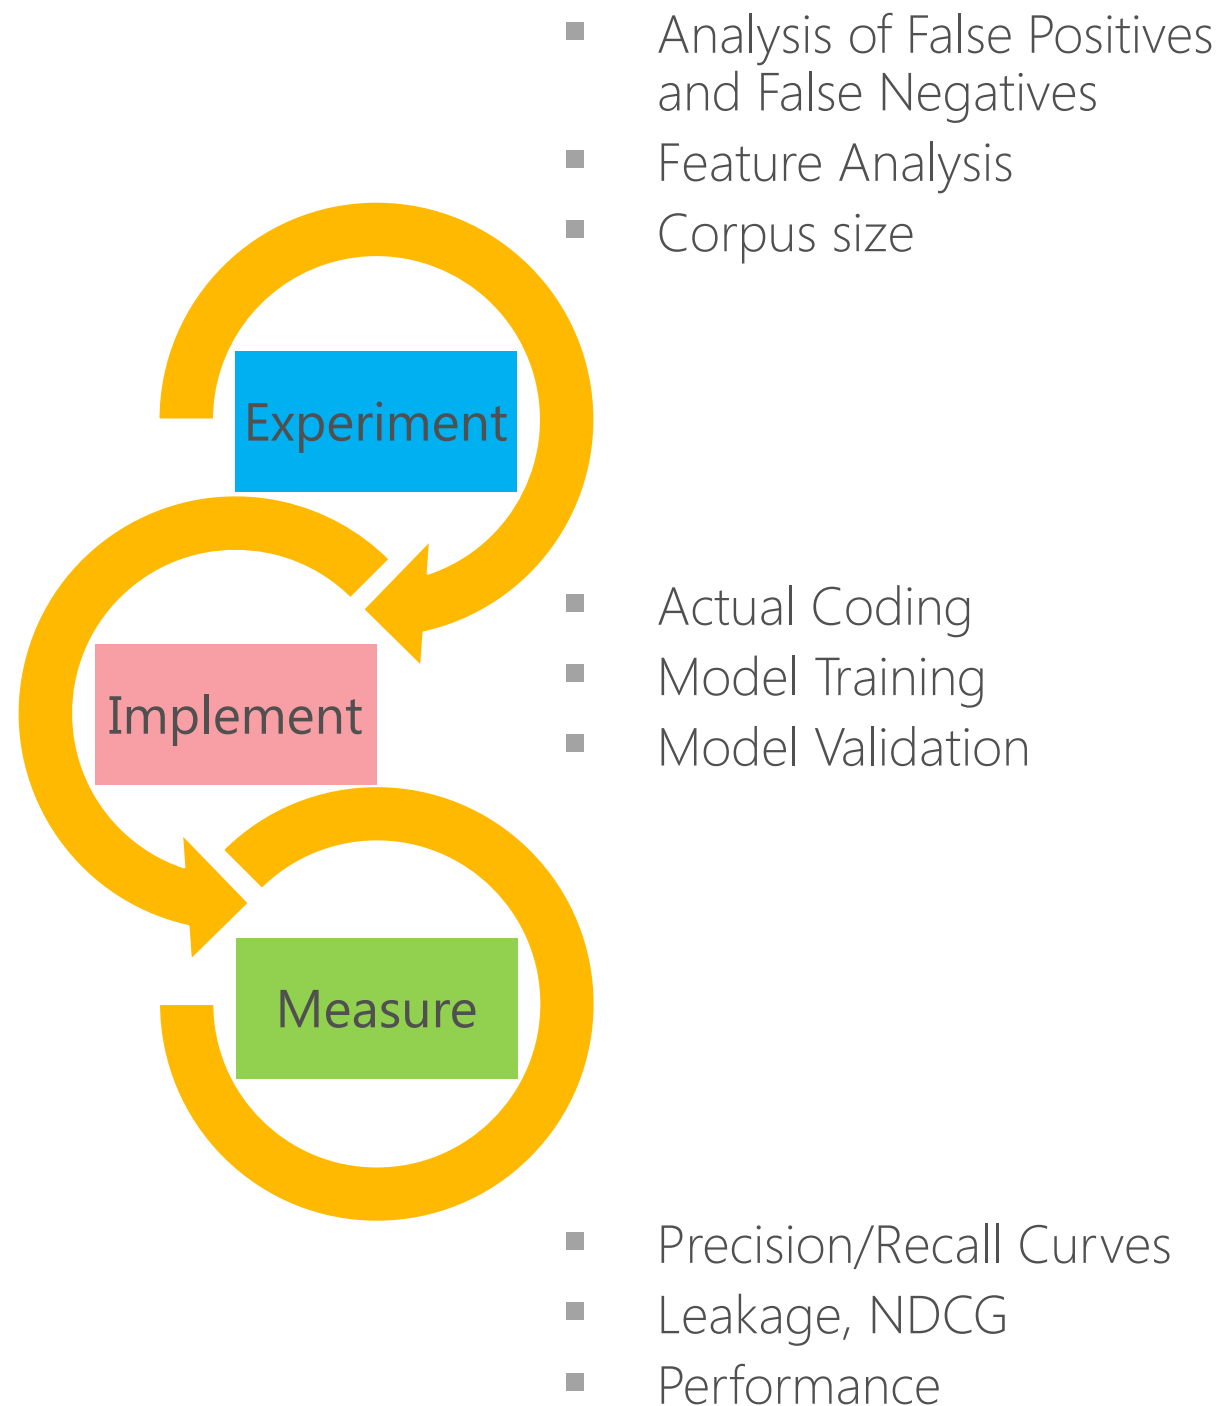 Analysis of False Positives
and False Negatives
Feature Analysis
Corpus size
Experiment
Actual Coding
Model Training
Implement
Model Validation
Measure
Precision/Recall Curves
Leakage, NDCG
Performance